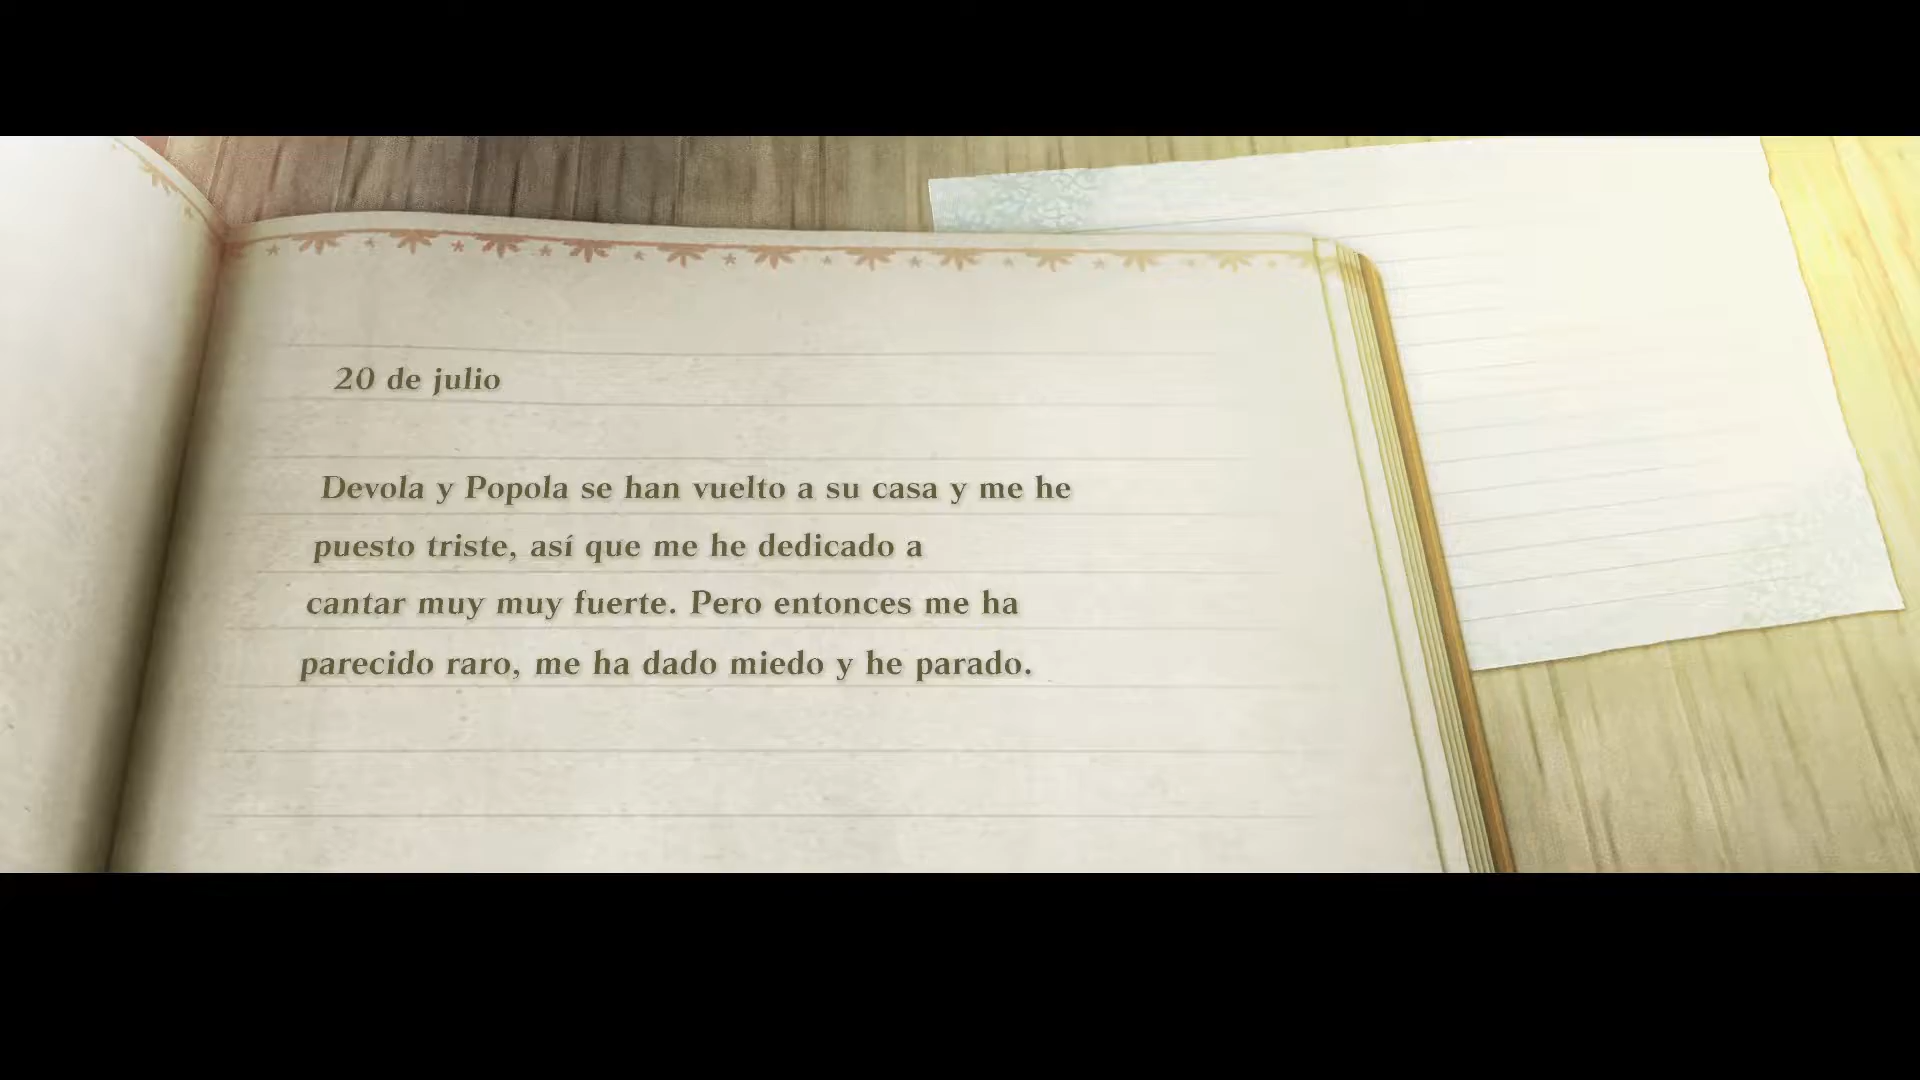 20 de julio
Devola y Popola se han vuelto a su casa y me he
puesto triste, así que me he dedicado a
cantar muy muy fuerte. Pero entonces me ha
parecido raro, me ha dado miedo y he parado.